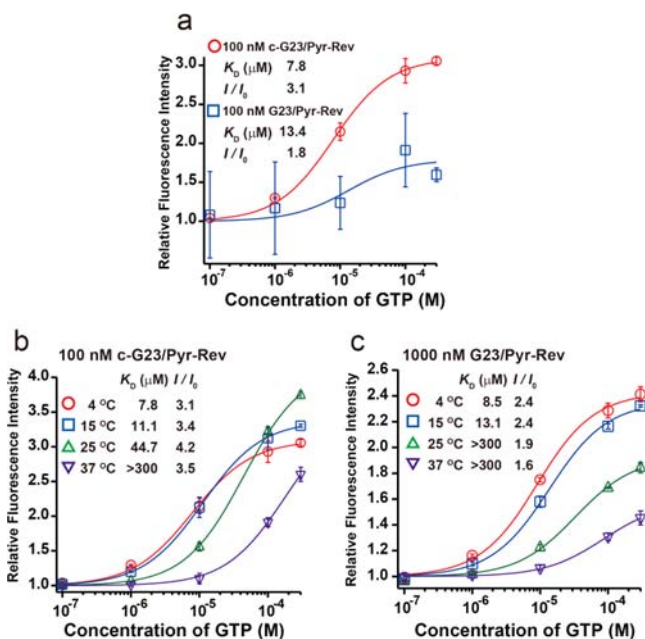 a
100 nM c-G23/Pyr-Rev
K_D (μM) 7.8
I / I_0 3.1
100 nM G23/Pyr-Rev
K_D (μM) 13.4
I / I_0 1.8
Relative Fluorescence Intensity
3.0
2.5
2.0
1.5
1.0
10^-7 10^-6 10^-5 10^-4
Concentration of GTP (M)
b
100 nM c-G23/Pyr-Rev
K_D (μM) I / I_0
4 °C 7.8 3.1
15 °C 11.1 3.4
25 °C 44.7 4.2
37 °C >300 3.5
Relative Fluorescence Intensity
4.0
3.5
3.0
2.5
2.0
1.5
1.0
10^-7 10^-6 10^-5 10^-4
Concentration of GTP (M)
c
1000 nM G23/Pyr-Rev
K_D (μM) I / I_0
4 °C 8.5 2.4
15 °C 13.1 2.4
25 °C >300 1.9
37 °C >300 1.6
Relative Fluorescence Intensity
2.6
2.4
2.2
2.0
1.8
1.6
1.4
1.2
1.0
10^-7 10^-6 10^-5 10^-4
Concentration of GTP (M)